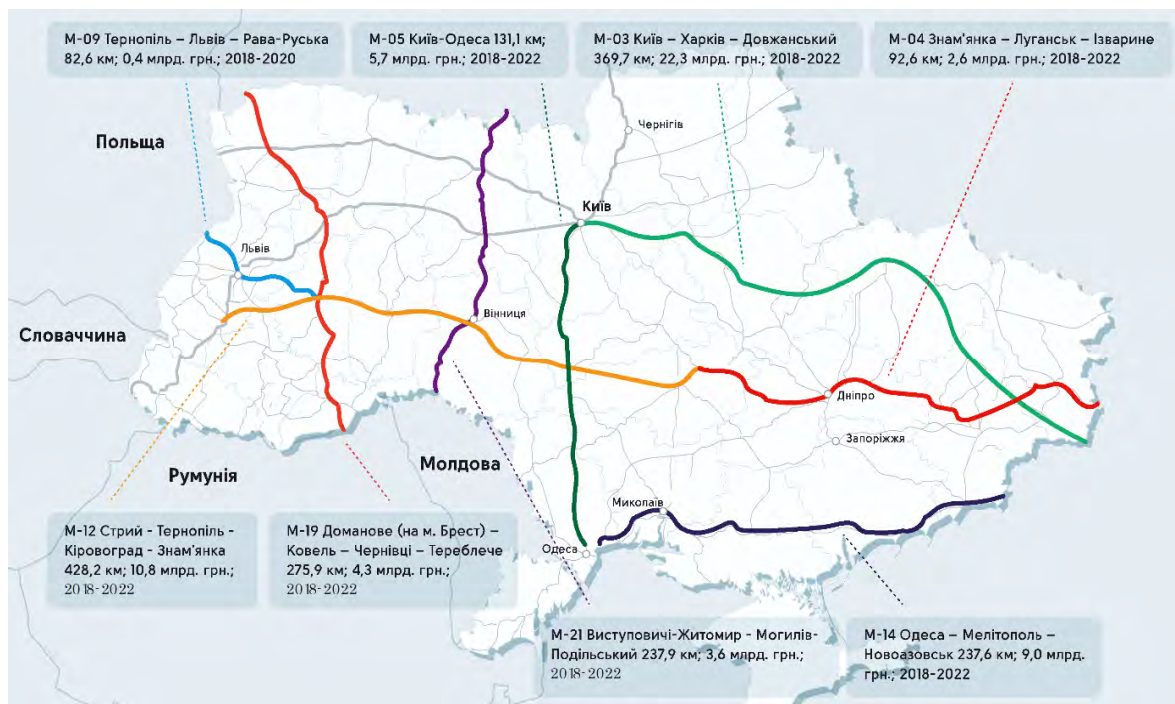 М-09 Тернопіль – Львів – Рава-Руська
82,6 км; 0,4 млрд. грн.; 2018-2020
М-05 Київ-Одеса 131,1 км;
5,7 млрд. грн.; 2018-2022
М-03 Київ – Харків – Довжанський
369,7 км; 22,3 млрд. грн.; 2018-2022
М-04 Знам'янка – Луганськ – Ізварине
92,6 км; 2,6 млрд. грн.; 2018-2022
Польща
Чернігів
Київ
Львів
Словаччина
Вінниця
Дніпро
Запоріжжя
Молдова
Румунія
Миколаїв
Одеса
М-12 Стрий - Тернопіль -
Кіровоград - Знам'янка
428,2 км; 10,8 млрд. грн.;
2018-2022
М-19 Доманове (на м. Брест) –
Ковель – Чернівці – Тереблече
275,9 км; 4,3 млрд. грн.;
2018-2022
М-21 Виступовичі-Житомир - Могилів-
Подільський 237,9 км; 3,6 млрд. грн.;
2018-2022
М-14 Одеса – Мелітополь –
Новоазовськ 237,6 км; 9,0 млрд.
грн.; 2018-2022